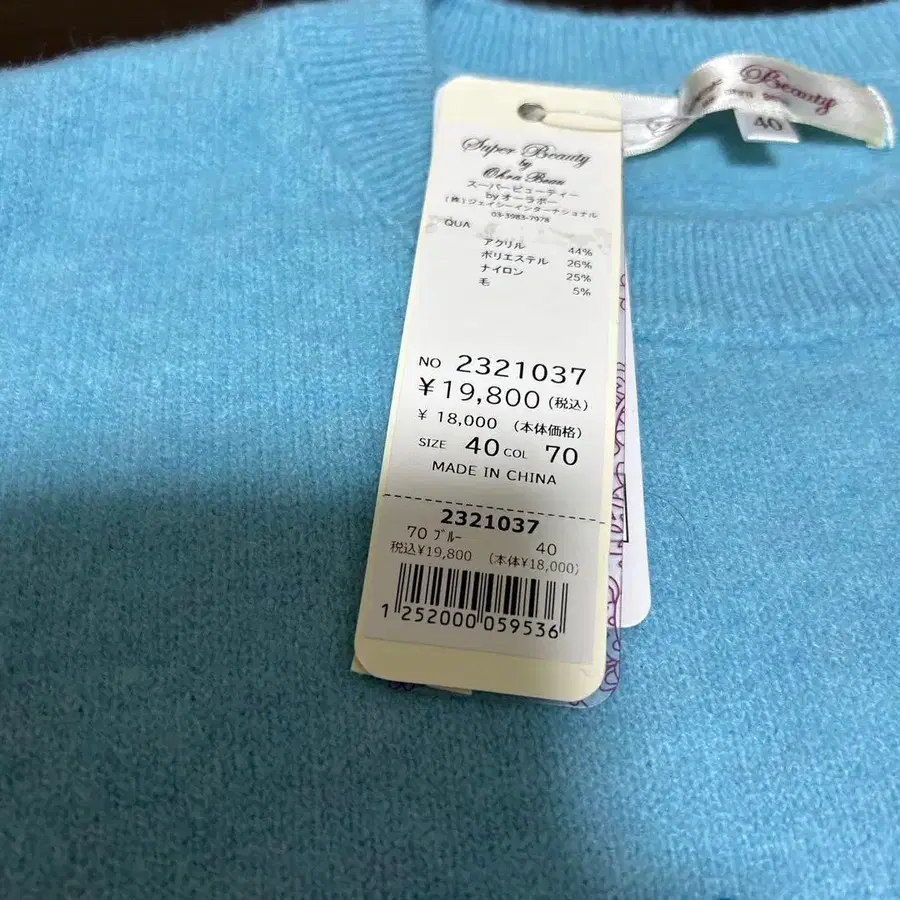 Super Beauty
by
Ohra Beau
スーパービューティー
by オーラボー
(株)ジェイシーインターナショナル
03-3983-7978
QUA
アクリル 44%
ポリエステル 26%
ナイロン 25%
毛 5%
NO 2321037
¥19,800(税込)
¥ 18,000 (本体価格)
SIZE 40 COL 70
MADE IN CHINA
2321037
70 ブルー 40
税込¥19,800 (本体¥18,000)
1 252000 059536
Beauty
40